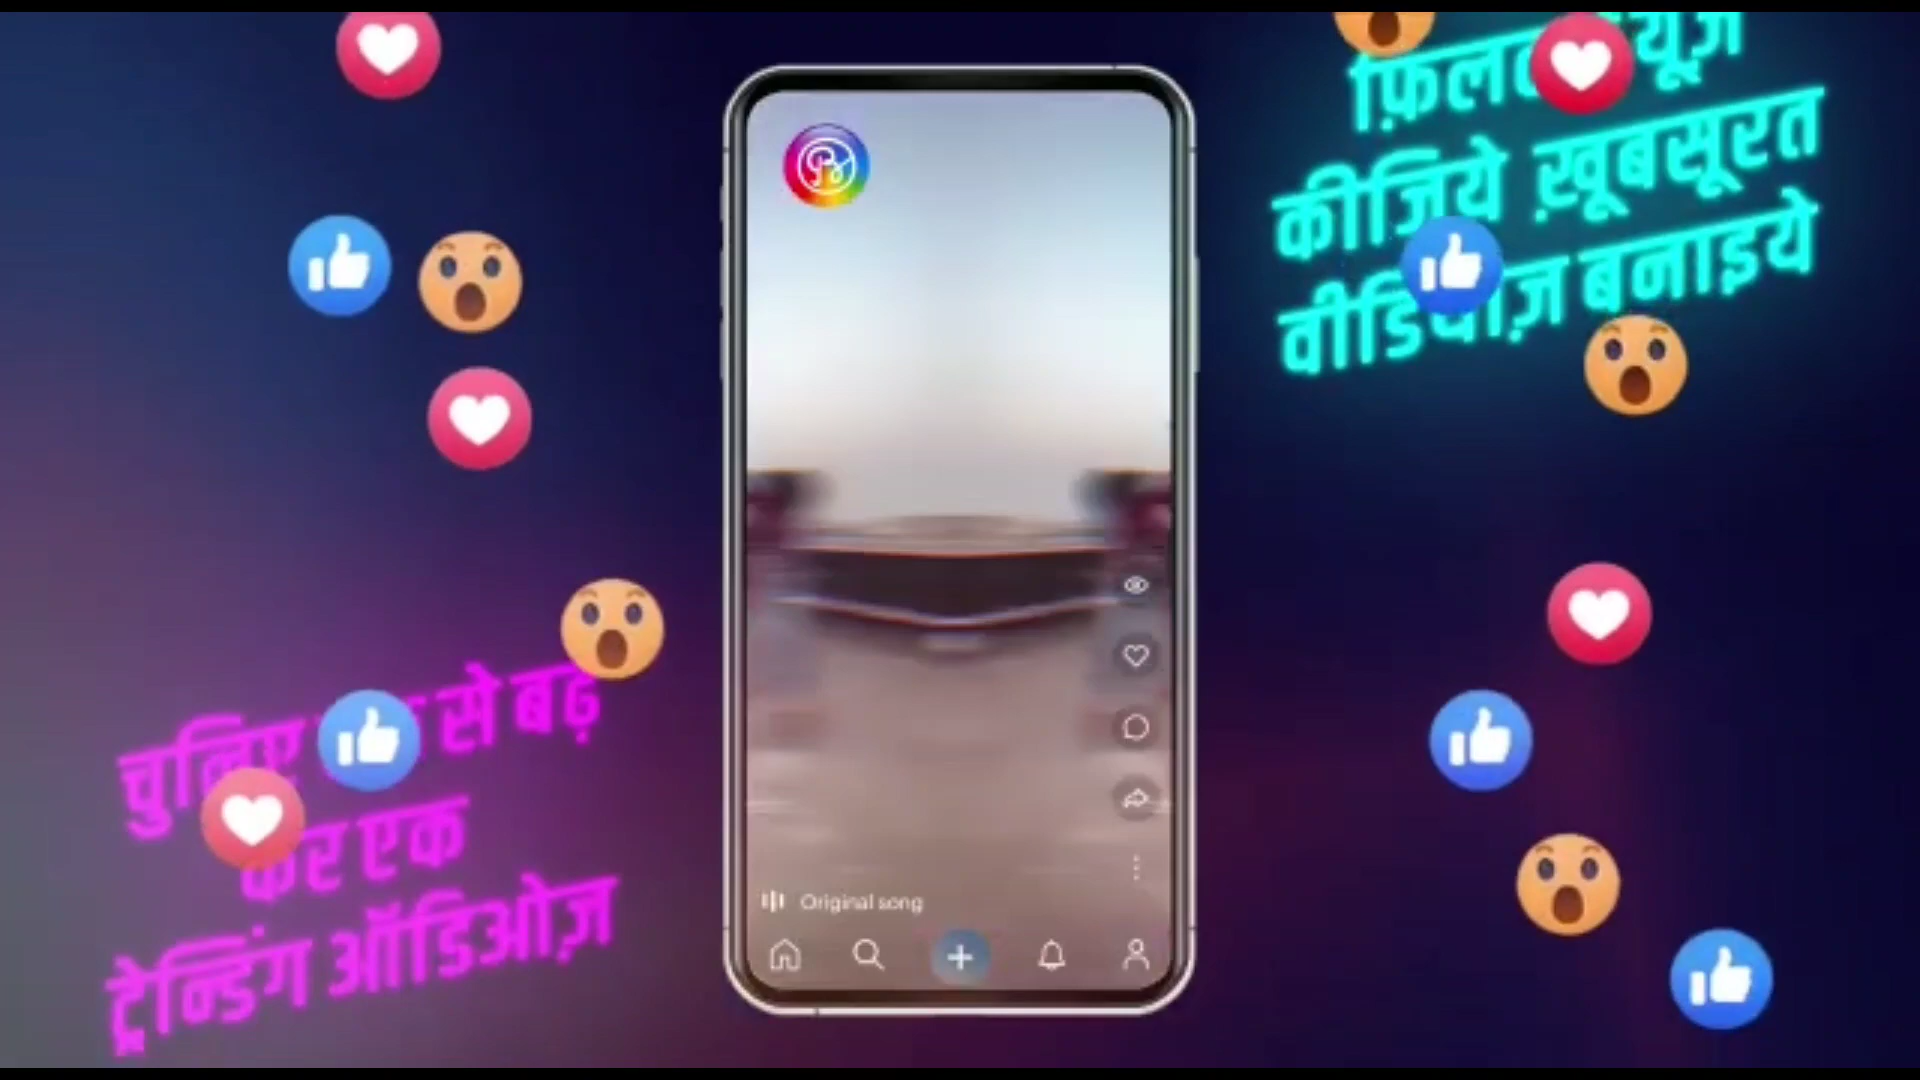 कीजिये ख़ूबसूरत
बनाइये
Original song
से बढ़
कर एक
ट्रेन्डिंग ऑडिओज़